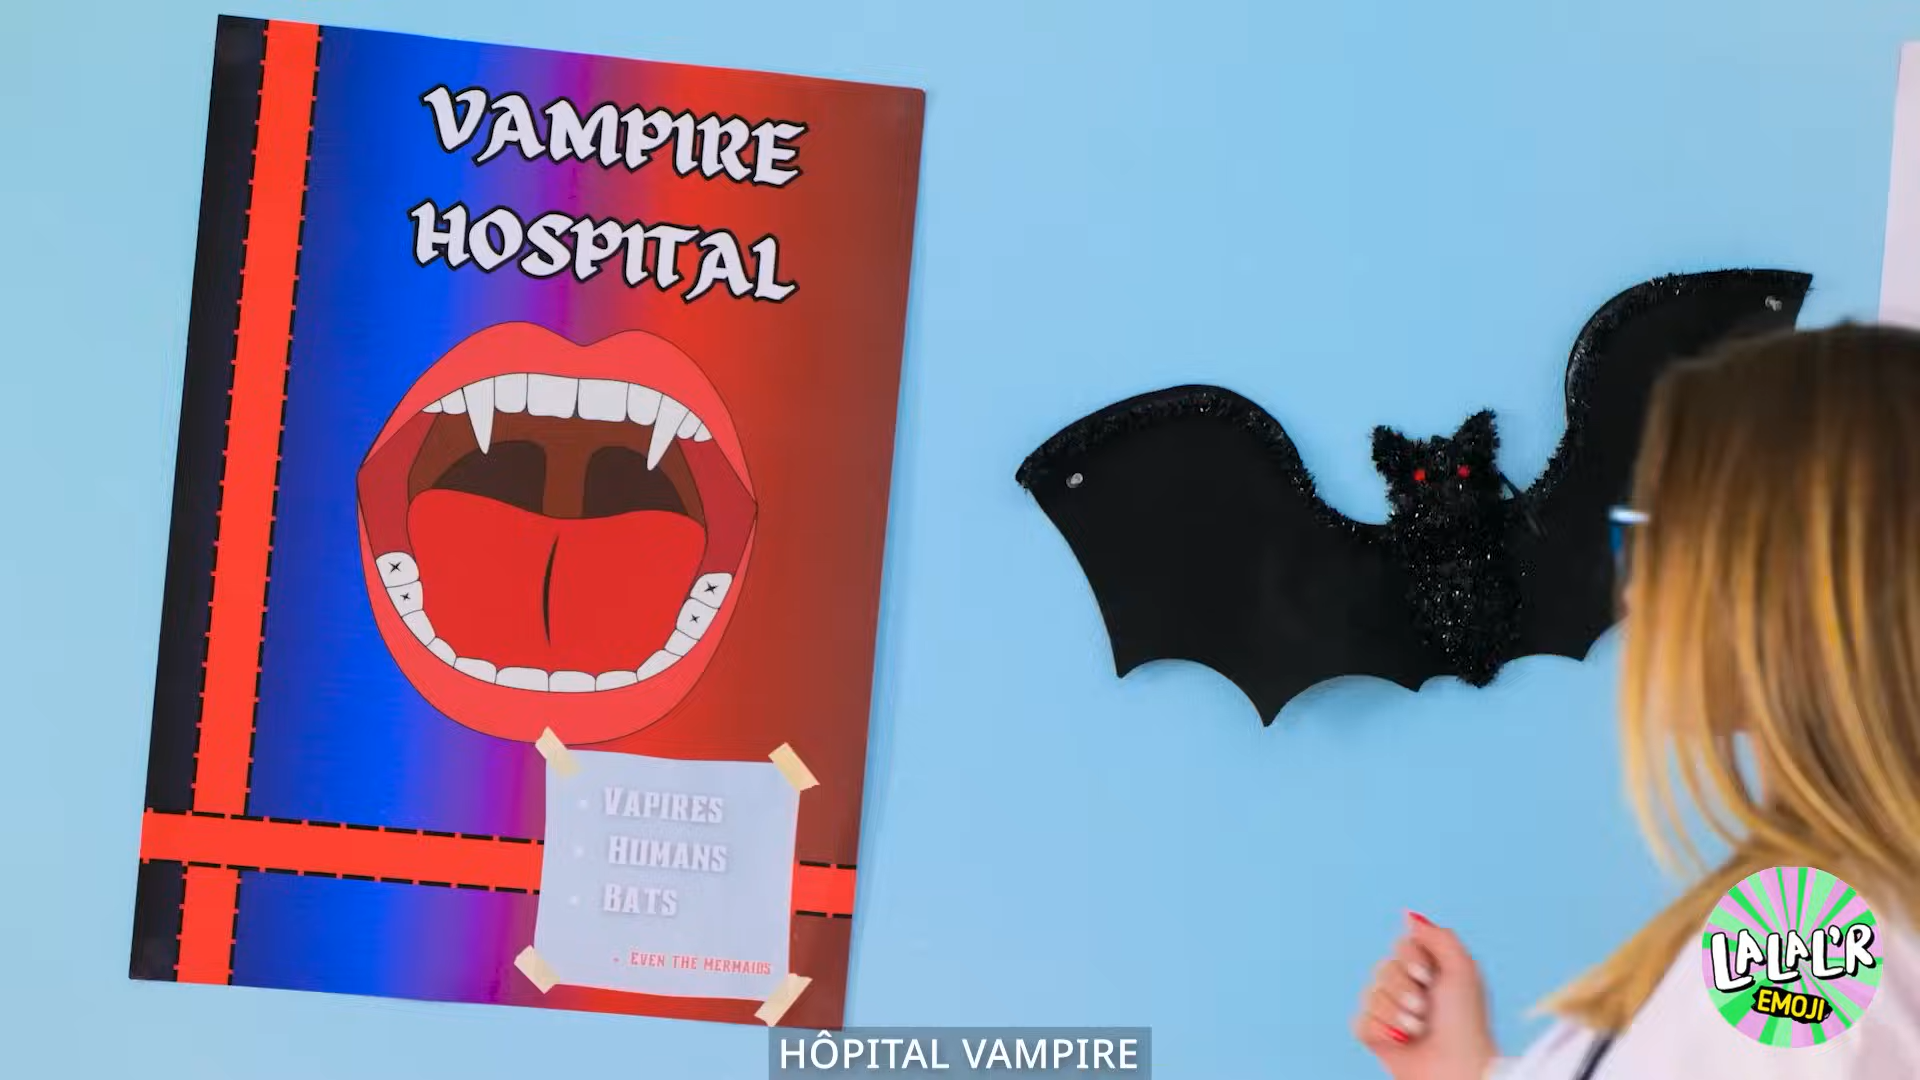 VAMPIRE
HOSPITAL
• VAPIRES
• HUMANS
• BATS
• EVEN THE MERMAIDS
HÔPITAL VAMPIRE
LALAL'R
EMOJI